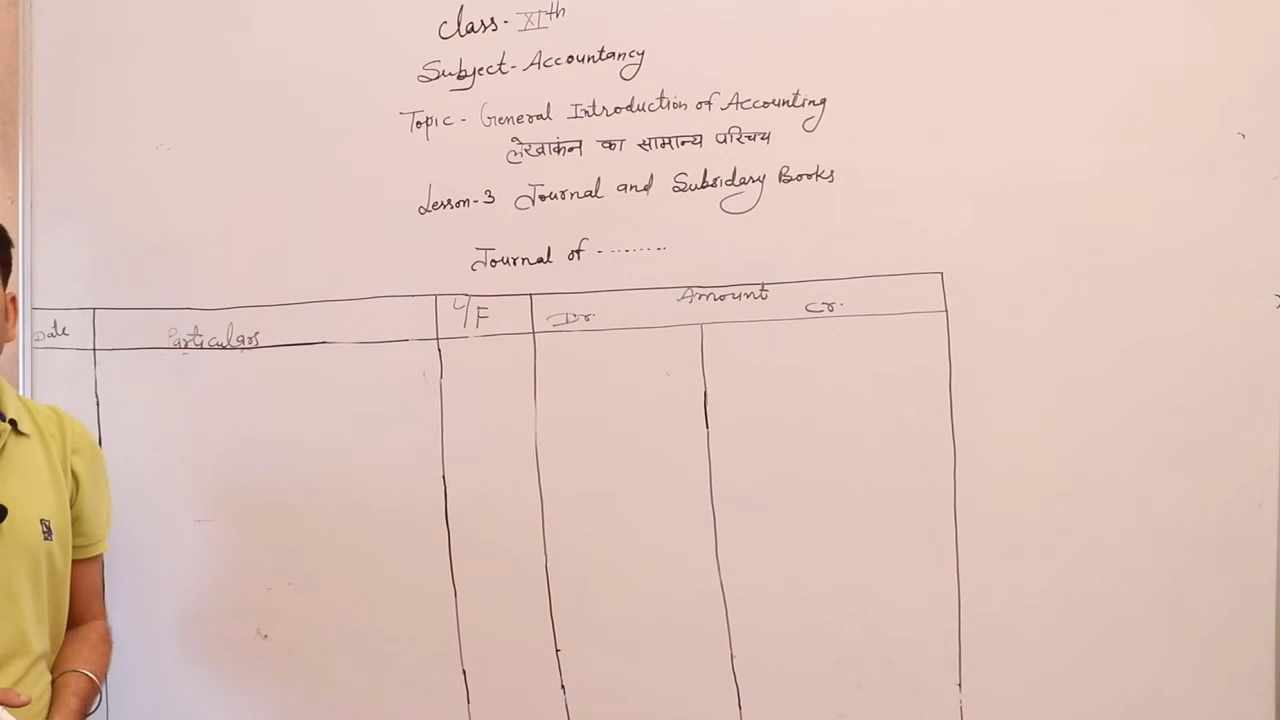 Class- XIth
Subject- Accountancy
Topic- General Introduction of Accounting
लेखाकंन का सामान्य परिचय
Lesson-3 Journal and Subsidary Books
Journal of ---------
Date Particulars L/F Amount
Dr. Cr.